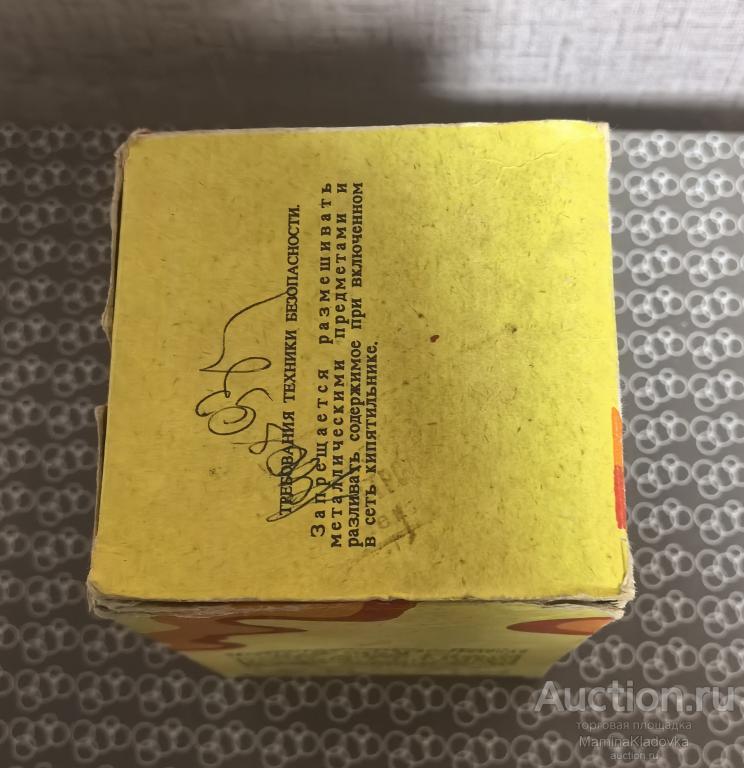 ТРЕБОВАНИЯ ТЕХНИКИ БЕЗОПАСНОСТИ.
Запрещается размешивать
металлическими предметами и
разливать содержимое при включенном
в сеть кипятильнике.
Auction.ru
торговая площадка
MaminaKladovka
auction.ru